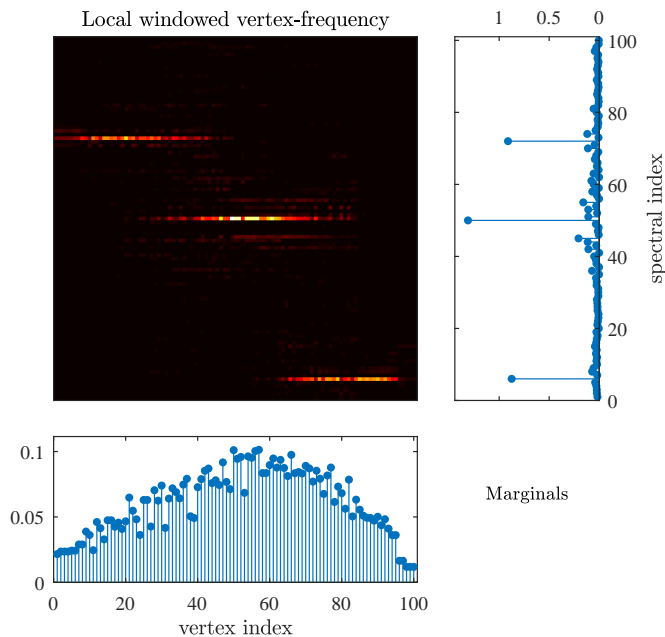 Local windowed vertex-frequency
1 0.5 0
100
80
60
40
20
0
spectral index
0.1
0.05
0
0 20 40 60 80 100
vertex index
Marginals